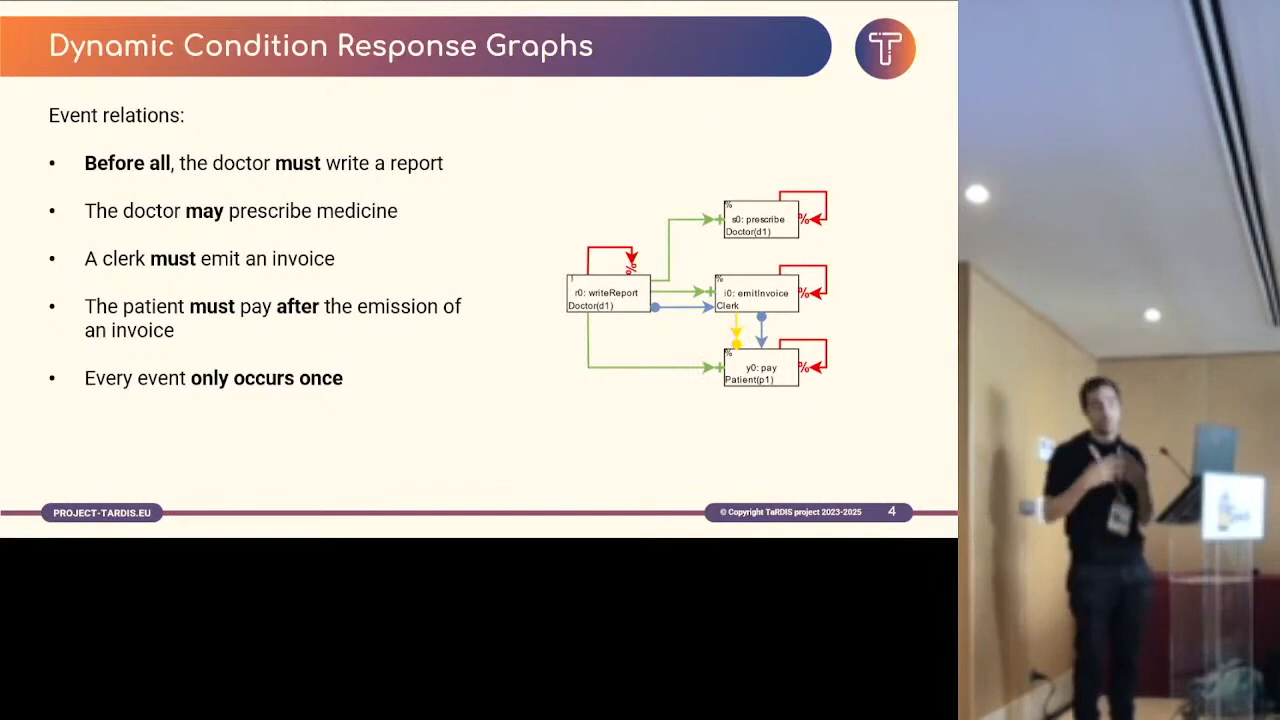 Dynamic Condition Response Graphs
T
Event relations:
• Before all, the doctor must write a report
• The doctor may prescribe medicine
• A clerk must emit an invoice
• The patient must pay after the emission of
an invoice
• Every event only occurs once
%
s0: prescribe
Doctor(d1)
%
%
!
r0: writeReport
Doctor(d1)
%
i0: emitInvoice
Clerk
%
%
y0: pay
Patient(p1)
%
PROJECT-TARDIS.EU
© Copyright TaRDIS project 2023-2025
4